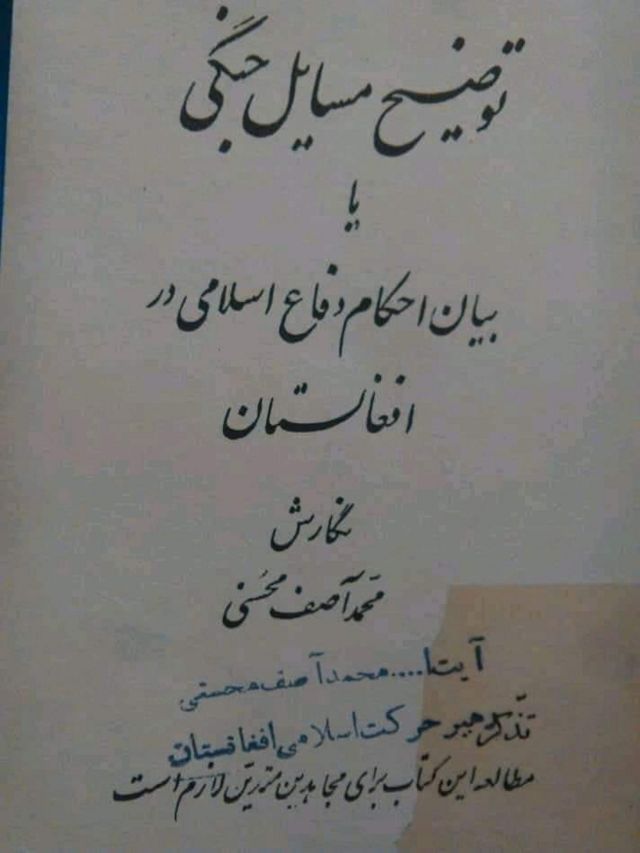 توضیح مسایل جنگی
یا
بیان احکام دفاع اسلامی در
افغانستان
نگارش
محمد آصف محسنی
آیتا.... محمد آصف محسنی
تذکر رهبر حرکت اسلامی افغانستان
مطالعه این کتاب برای مجاهدین متدین لازم است